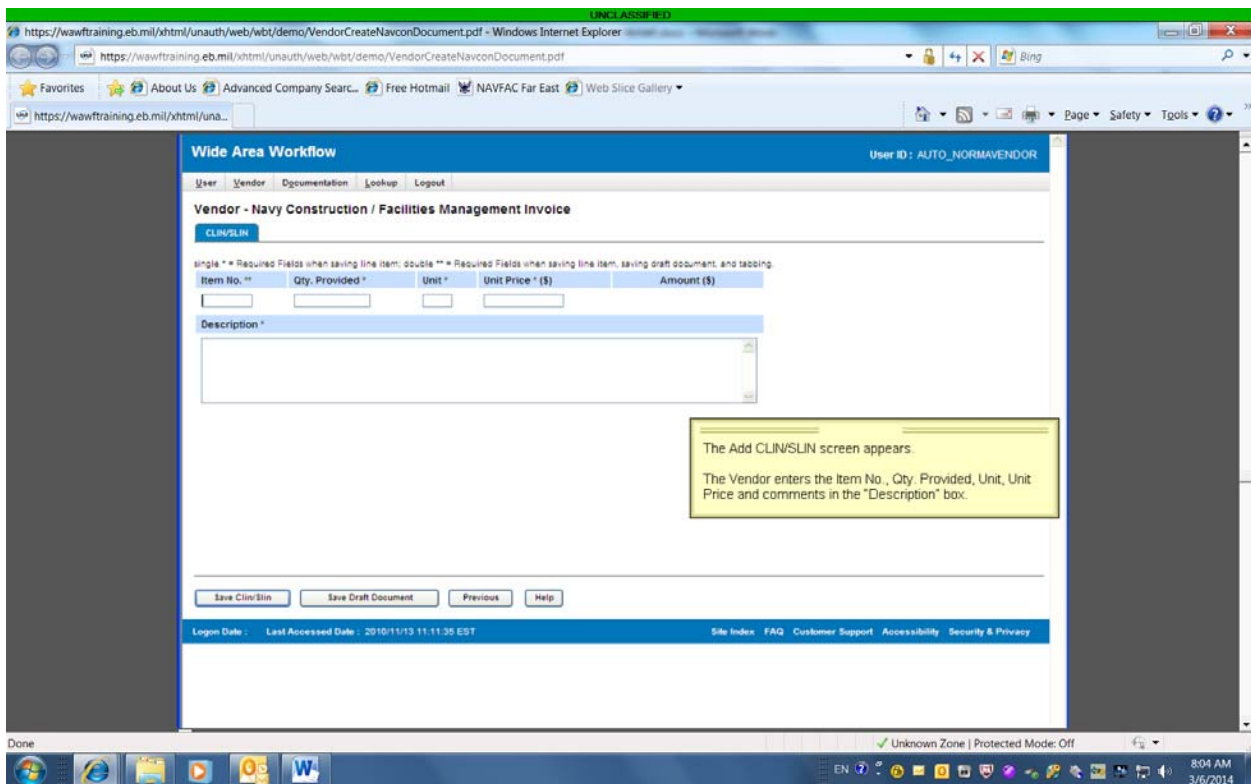 UNCLASSIFIED
https://wawftraining.eb.mil/xhtml/unauth/web/wbt/demo/VendorCreateNavconDocument.pdf - Windows Internet Explorer
https://wawftraining.eb.mil/xhtml/unauth/web/wbt/demo/VendorCreateNavconDocument.pdf
Bing
Favorites About Us Advanced Company Searc... Free Hotmail NAVFAC Far East Web Slice Gallery
https://wawftraining.eb.mil/xhtml/una...
Page Safety Tools
Wide Area Workflow
User ID : AUTO_NORMAVENDOR
User Vendor Documentation Lookup Logout
Vendor - Navy Construction / Facilities Management Invoice
CLIN/SLIN
single * = Required Fields when saving line item; double ** = Required Fields when saving line item, saving draft document, and tabbing.
Item No. ** Qty. Provided * Unit * Unit Price * ($) Amount ($)
Description *
The Add CLIN/SLIN screen appears.
The Vendor enters the Item No., Qty. Provided, Unit, Unit
Price and comments in the "Description" box.
Save Clin/Slin Save Draft Document Previous Help
Logon Date : Last Accessed Date : 2010/11/13 11:11:35 EST Site Index FAQ Customer Support Accessibility Security & Privacy
Done
Unknown Zone | Protected Mode: Off
EN
8:04 AM
3/6/2014